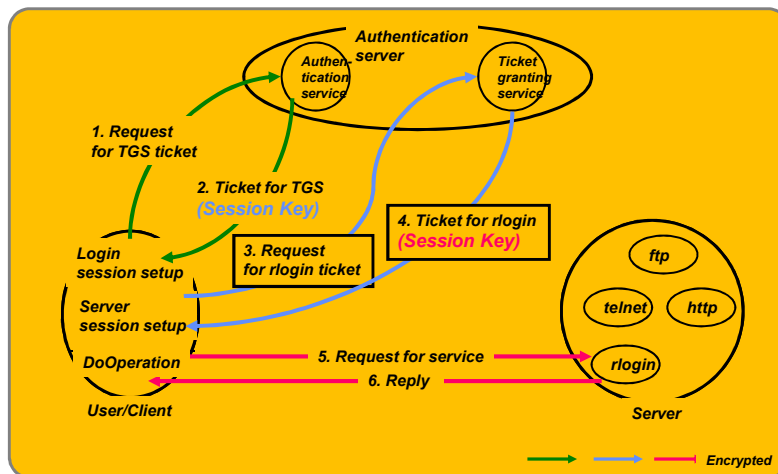 Authentication
server
Authen-
tication
service
Ticket
granting
service
1. Request
for TGS ticket
2. Ticket for TGS
(Session Key)
3. Request
for rlogin ticket
4. Ticket for rlogin
(Session Key)
Login
session setup
Server
session setup
DoOperation
User/Client
5. Request for service
6. Reply
ftp
telnet
http
rlogin
Server
Encrypted